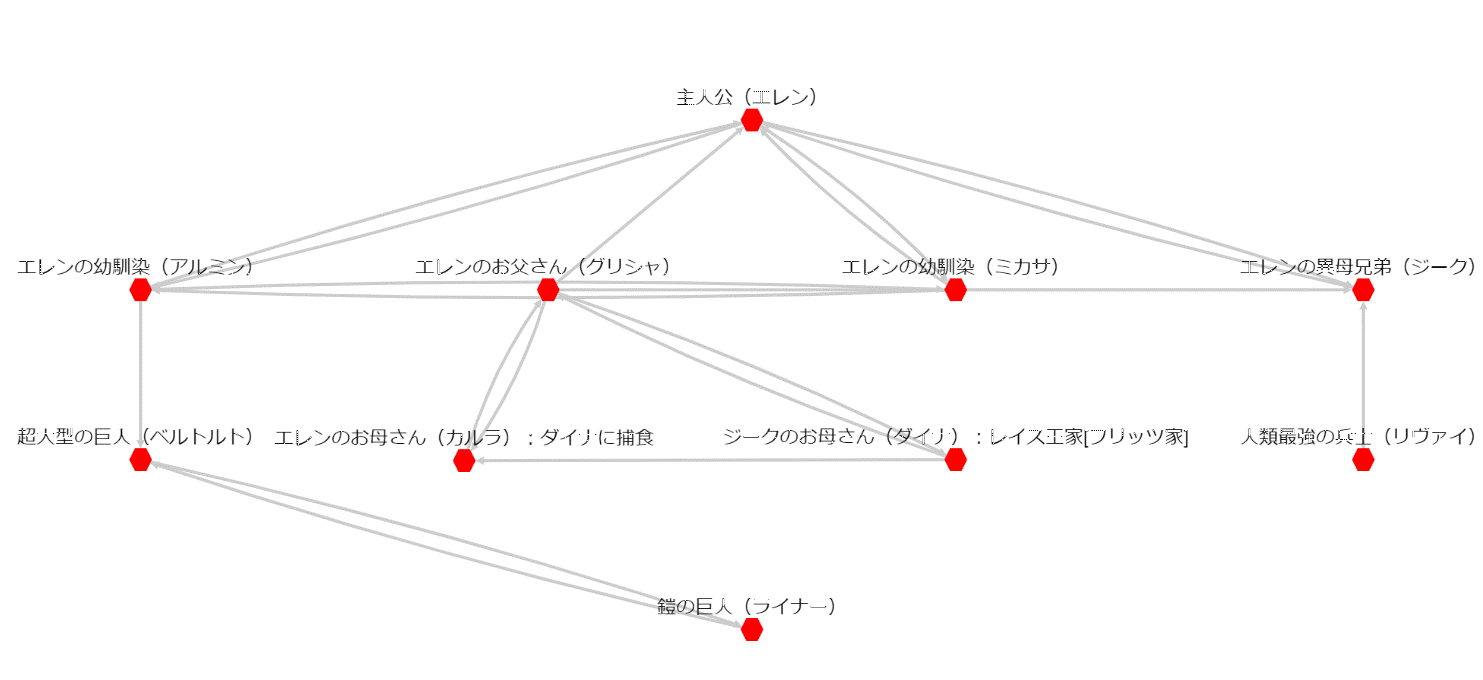 主人公（エレン）
エレンの幼馴染（アルミン）
エレンのお父さん（グリシャ）
エレンの幼馴染（ミカサ）
エレンの異母兄弟（ジーク）
超大型の巨人（ベルトルト）
エレンのお母さん（カルラ）：ダイナに捕食
ジークのお母さん（ダイナ）：レイス王家[フリッツ家]
人類最強の兵士（リヴァイ）
鎧の巨人（ライナー）